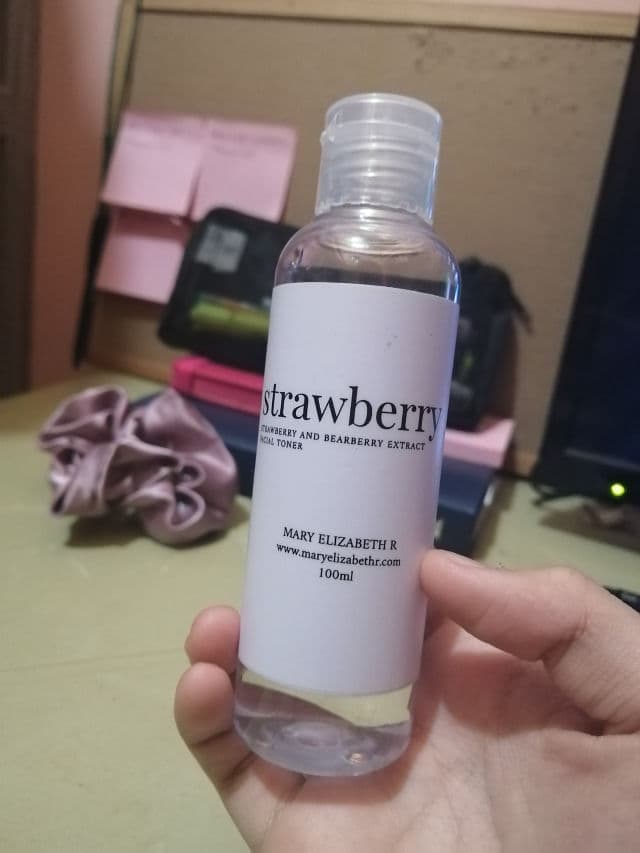 strawberry
STRAWBERRY AND BEARBERRY EXTRACT
FACIAL TONER
MARY ELIZABETH R
www.maryelizabethr.com
100ml